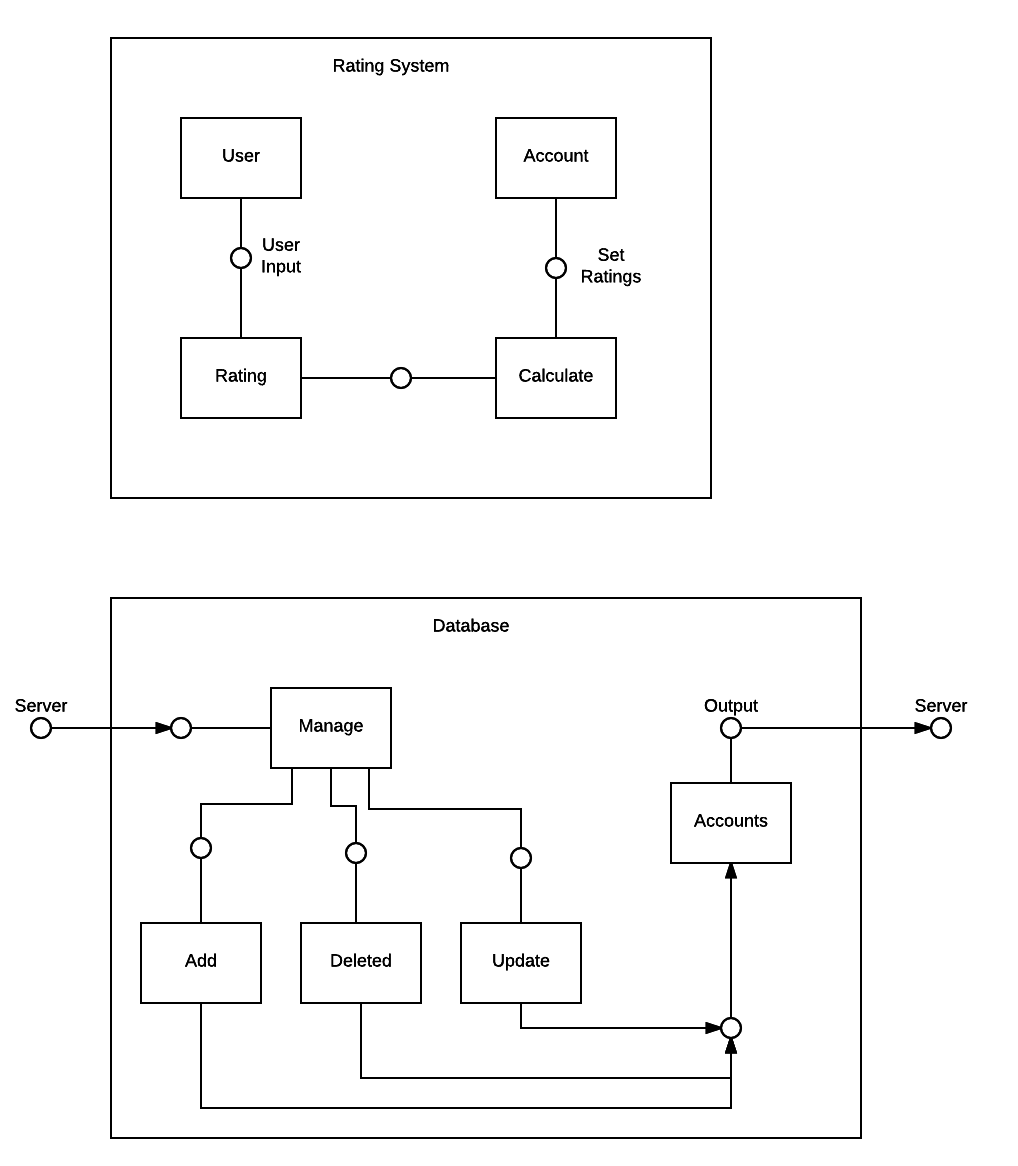 Rating System
User
Account
User
Input
Set
Ratings
Rating
Calculate
Database
Server
Manage
Output
Server
Accounts
Add
Deleted
Update